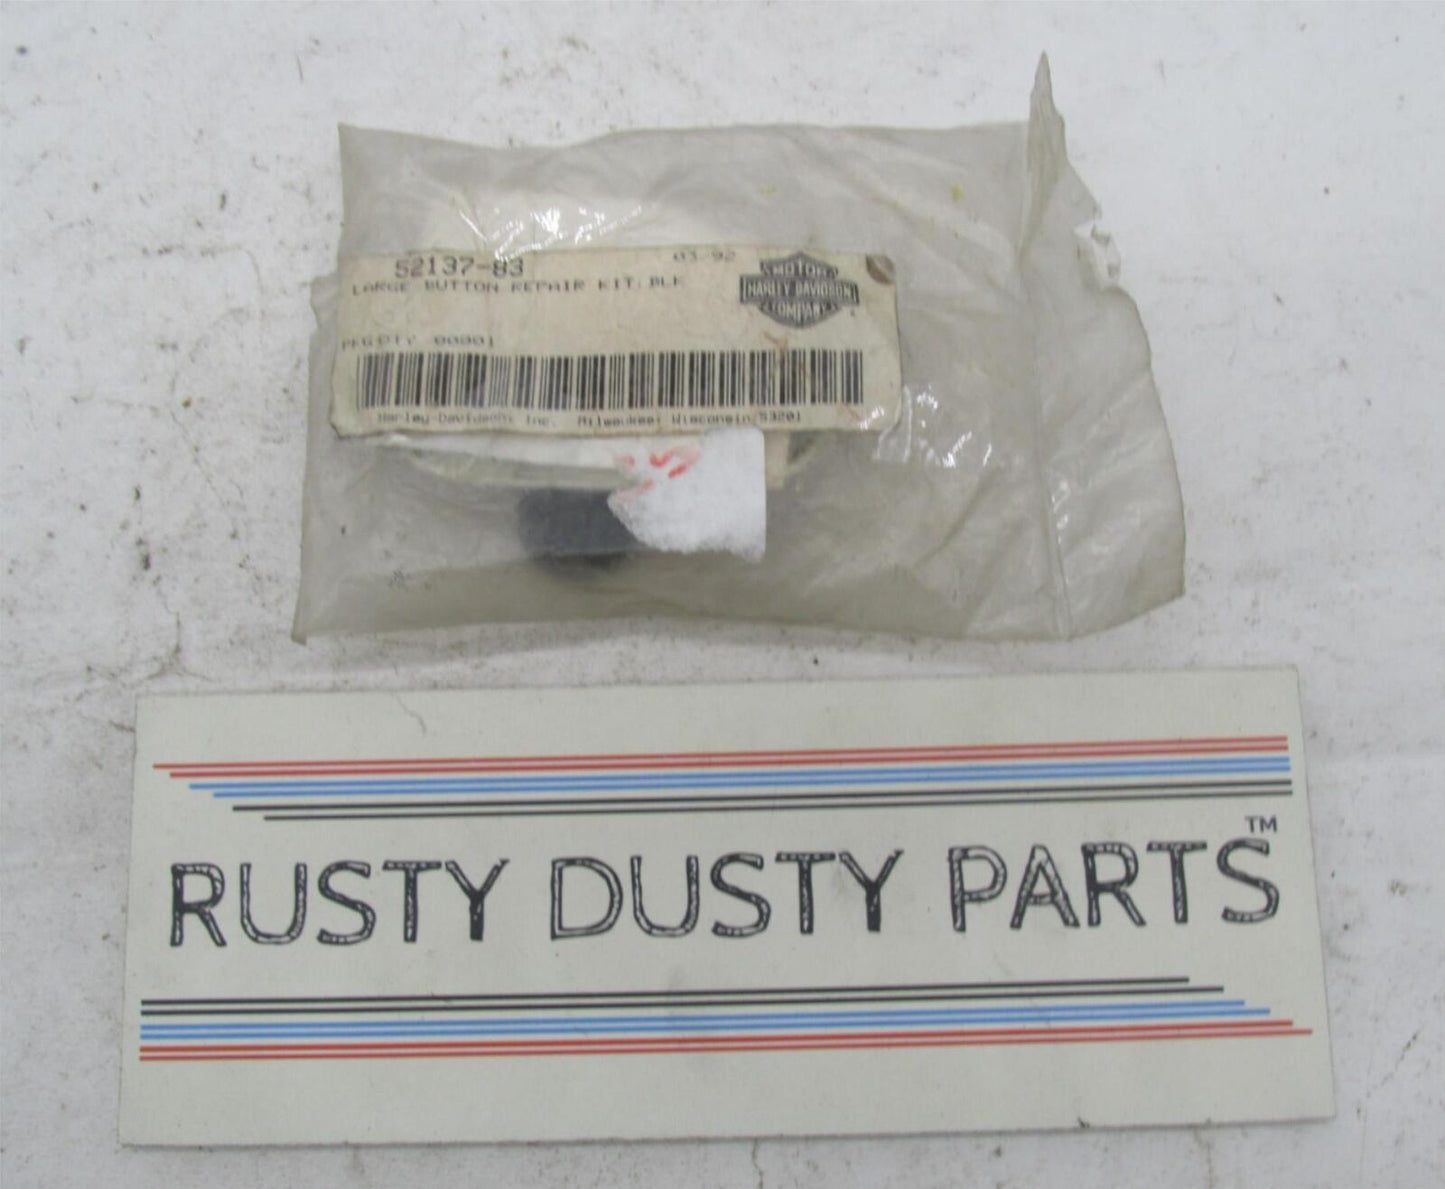 52137-83
03/92
LARGE BUTTON REPAIR KIT, BLK
MOTOR
HARLEY-DAVIDSON
COMPANY
PKG QTY 00001
Harley-Davidson, Inc. Milwaukee, Wisconsin 53201
RUSTY DUSTY PARTS™